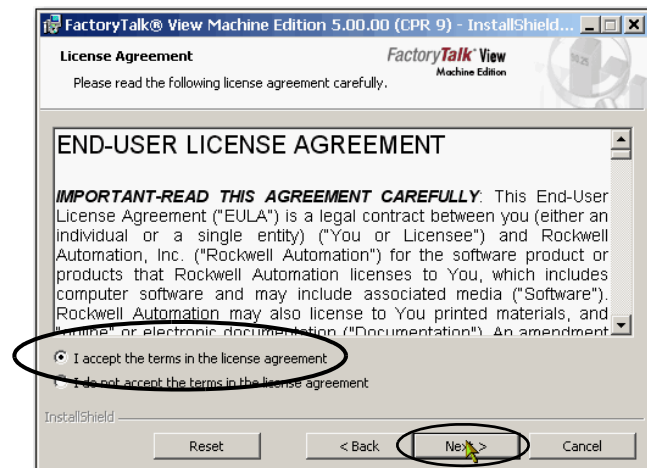 FactoryTalk® View Machine Edition 5.00.00 (CPR 9) - InstallShield...
License Agreement
FactoryTalk® View
Machine Edition
Please read the following license agreement carefully.
END-USER LICENSE AGREEMENT
IMPORTANT-READ THIS AGREEMENT CAREFULLY: This End-User
License Agreement ("EULA") is a legal contract between you (either an
individual or a single entity) ("You or Licensee") and Rockwell
Automation, Inc. ("Rockwell Automation") for the software product or
products that Rockwell Automation licenses to You, which includes
computer software and may include associated media ("Software").
Rockwell Automation may also license to You printed materials, and
"online" or electronic documentation ("Documentation"). An amendment
I accept the terms in the license agreement
I do not accept the terms in the license agreement
InstallShield
Reset
< Back
Next >
Cancel